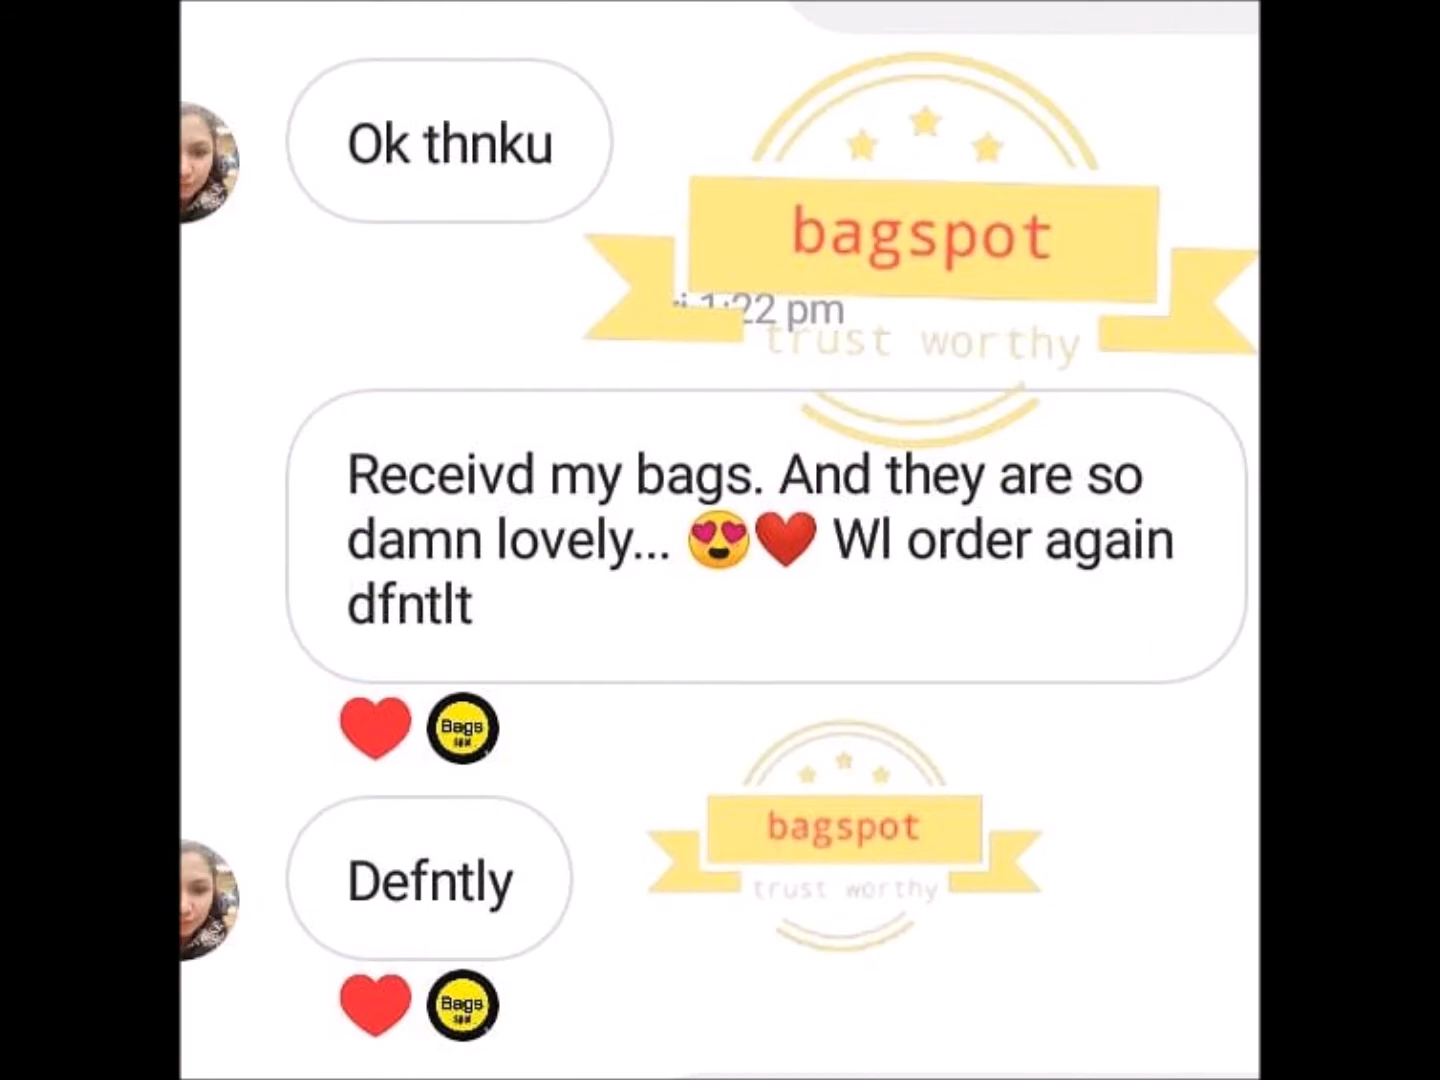 Ok thnku
bagspot
1:22 pm
trust worthy
Receivd my bags. And they are so
damn lovely... 😍❤️ Wl order again
dfntlt
Bags
bagspot
trust worthy
Defntly
Bags